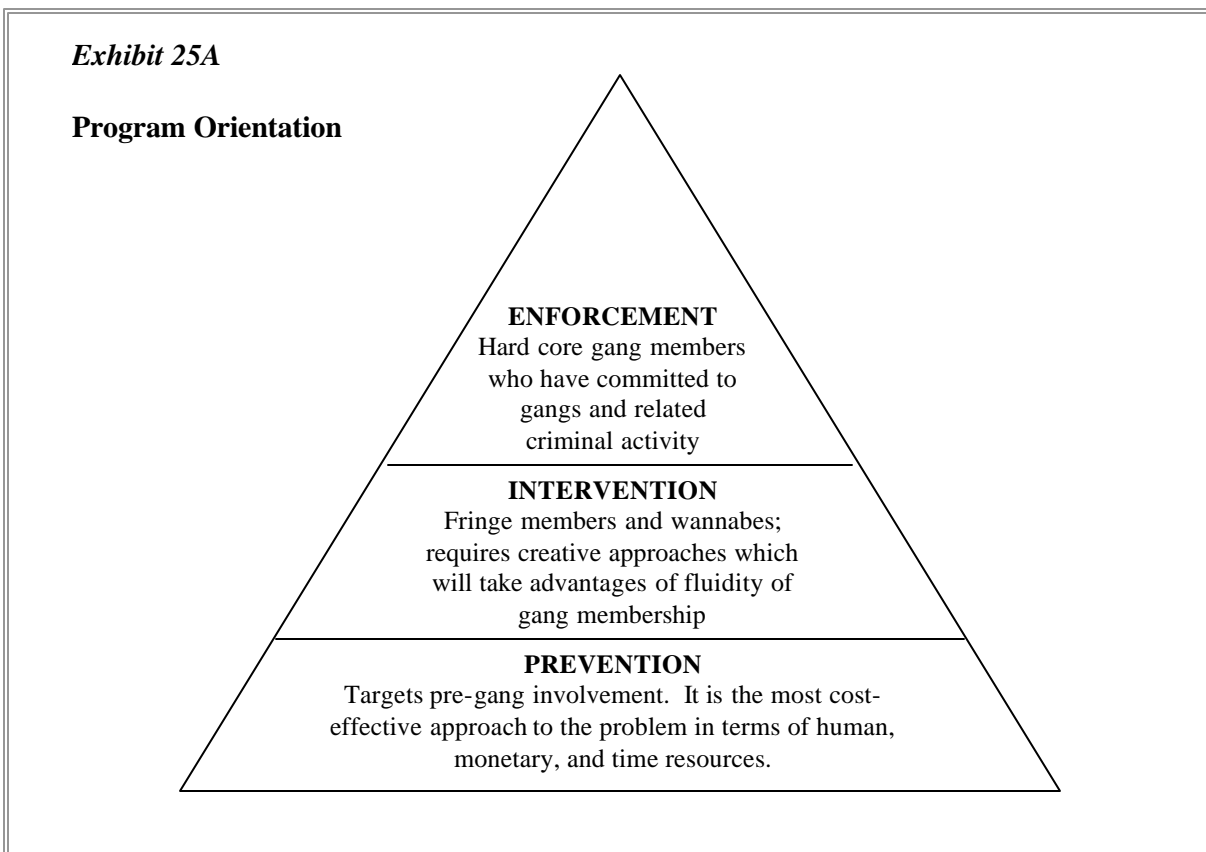 Exhibit 25A
Program Orientation
ENFORCEMENT
Hard core gang members
who have committed to
gangs and related
criminal activity
INTERVENTION
Fringe members and wannabes;
requires creative approaches which
will take advantages of fluidity of
gang membership
PREVENTION
Targets pre-gang involvement.  It is the most cost-
effective approach to the problem in terms of human,
monetary, and time resources.